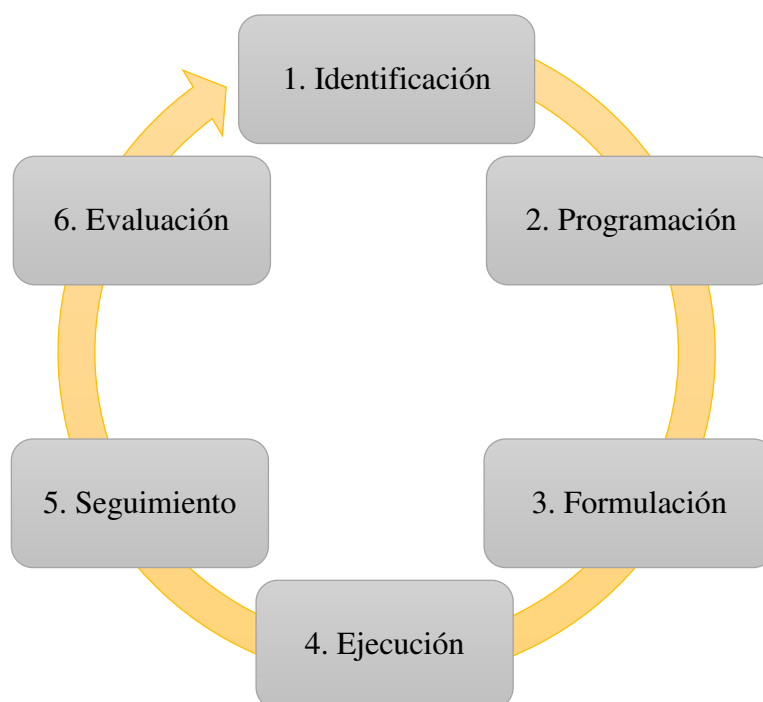 1. Identificación
2. Programación
3. Formulación
4. Ejecución
5. Seguimiento
6. Evaluación